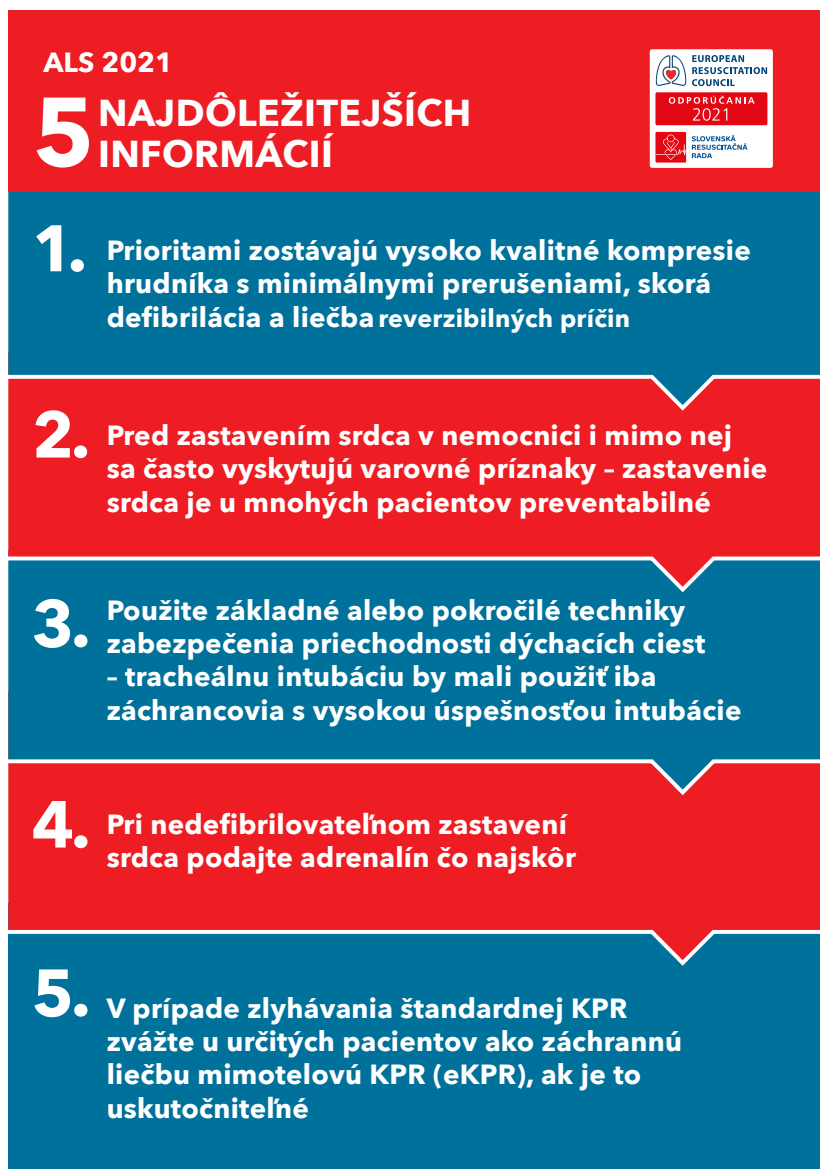 ALS 2021
5 NAJDÔLEŽITEJŠÍCH
INFORMÁCIÍ
EUROPEAN
RESUSCITATION
COUNCIL
ODPORÚČANIA
2021
SLOVENSKÁ
RESUSCITAČNÁ
RADA
1. Prioritami zostávajú vysoko kvalitné kompresie
hrudníka s minimálnymi prerušeniami, skorá
defibrilácia a liečba reverzibilných príčin
2. Pred zastavením srdca v nemocnici i mimo nej
sa často vyskytujú varovné príznaky – zastavenie
srdca je u mnohých pacientov preventabilné
3. Použite základné alebo pokročilé techniky
zabezpečenia priechodnosti dýchacích ciest
– tracheálnu intubáciu by mali použiť iba
záchrancovia s vysokou úspešnosťou intubácie
4. Pri nedefibrilovateľnom zastavení
srdca podajte adrenalín čo najskôr
5. V prípade zlyhávania štandardnej KPR
zvážte u určitých pacientov ako záchrannú
liečbu mimotelovú KPR (eKPR), ak je to
uskutočniteľné